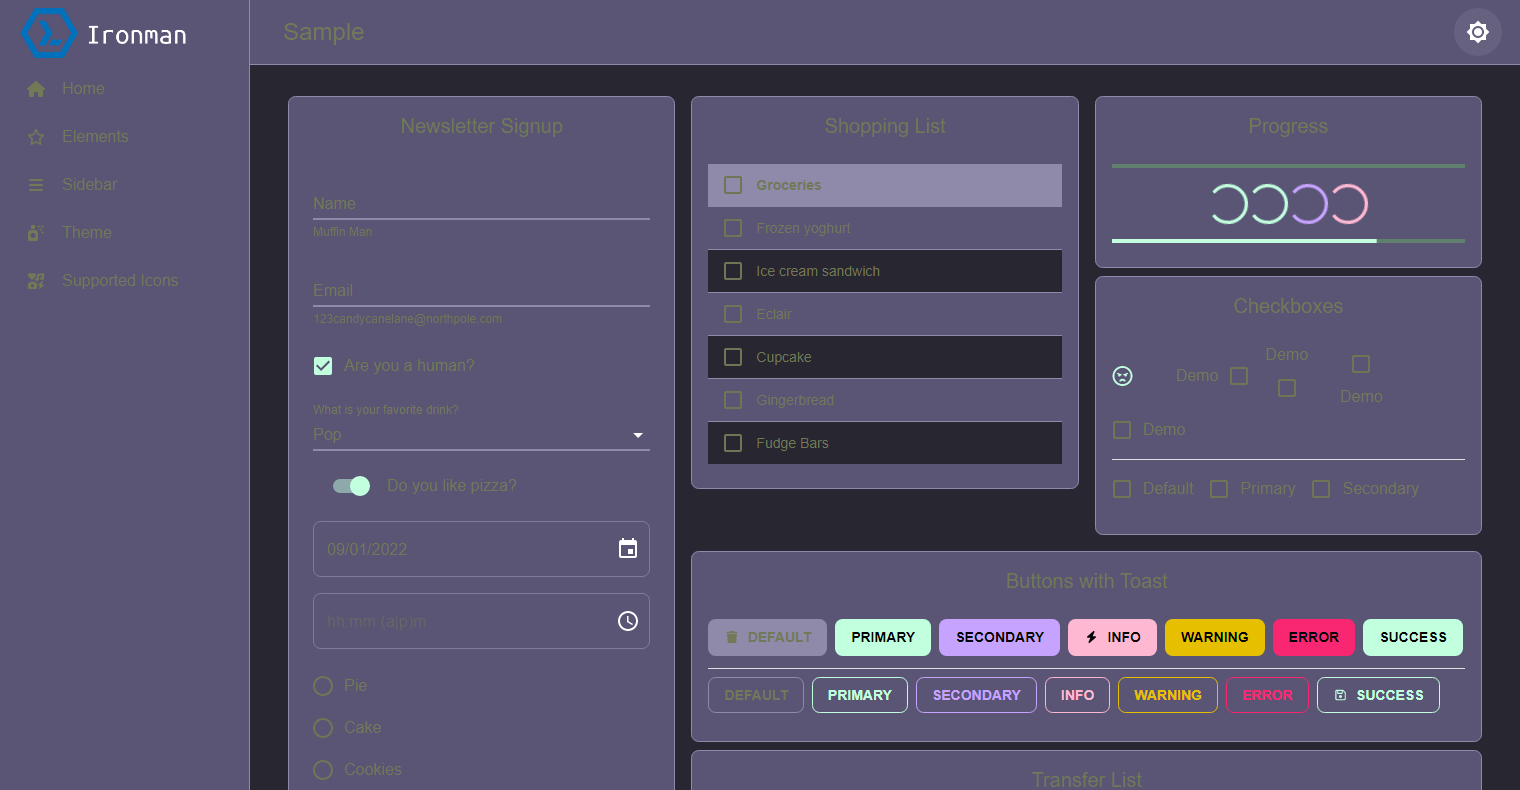 Ironman
Sample
Home
Elements
Sidebar
Theme
Supported Icons
Newsletter Signup
Name
Muffin Man
Email
123candycanelane@northpole.com
Are you a human?
What is your favorite drink?
Pop
Do you like pizza?
09/01/2022
hh:mm (a|p)m
Pie
Cake
Cookies
Shopping List
Groceries
Frozen yoghurt
Ice cream sandwich
Eclair
Cupcake
Gingerbread
Fudge Bars
Progress
Checkboxes
Demo
Demo
Demo
Demo
Default Primary Secondary
Buttons with Toast
DEFAULT PRIMARY SECONDARY INFO WARNING ERROR SUCCESS
DEFAULT PRIMARY SECONDARY INFO WARNING ERROR SUCCESS
Transfer List